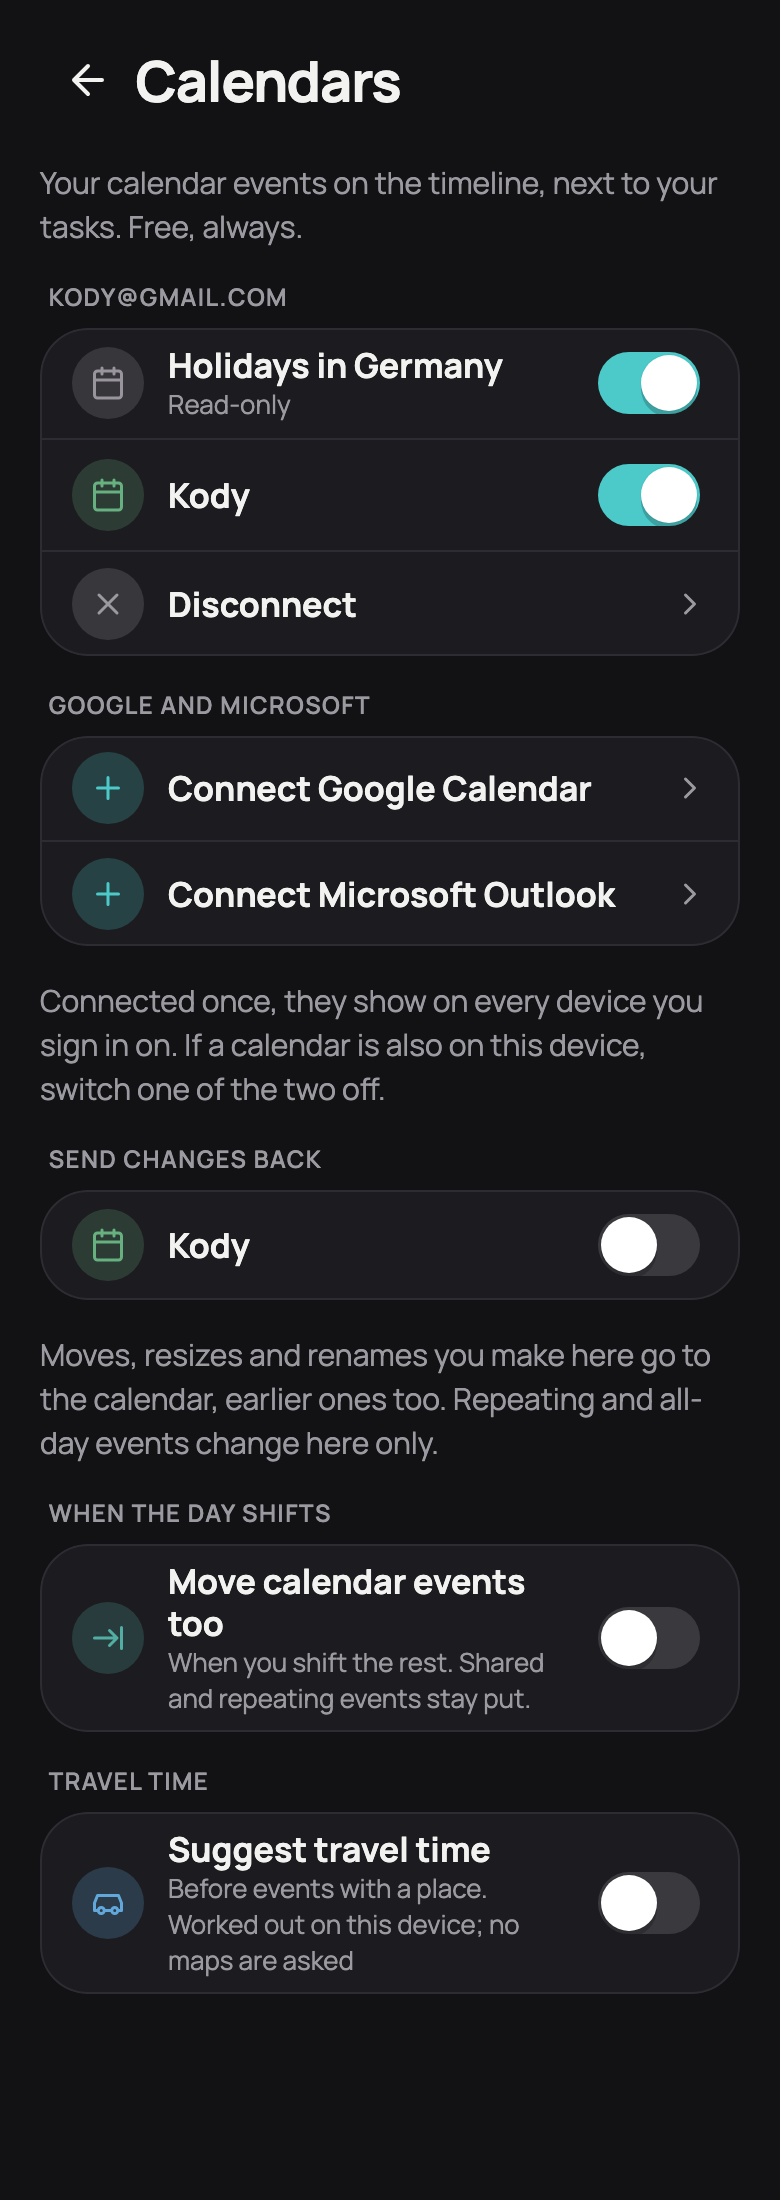 Calendars
Your calendar events on the timeline, next to your
tasks. Free, always.
KODY@GMAIL.COM
Holidays in Germany
Read-only
Kody
Disconnect
GOOGLE AND MICROSOFT
Connect Google Calendar
Connect Microsoft Outlook
Connected once, they show on every device you
sign in on. If a calendar is also on this device,
switch one of the two off.
SEND CHANGES BACK
Kody
Moves, resizes and renames you make here go to
the calendar, earlier ones too. Repeating and all-
day events change here only.
WHEN THE DAY SHIFTS
Move calendar events
too
When you shift the rest. Shared
and repeating events stay put.
TRAVEL TIME
Suggest travel time
Before events with a place.
Worked out on this device; no
maps are asked